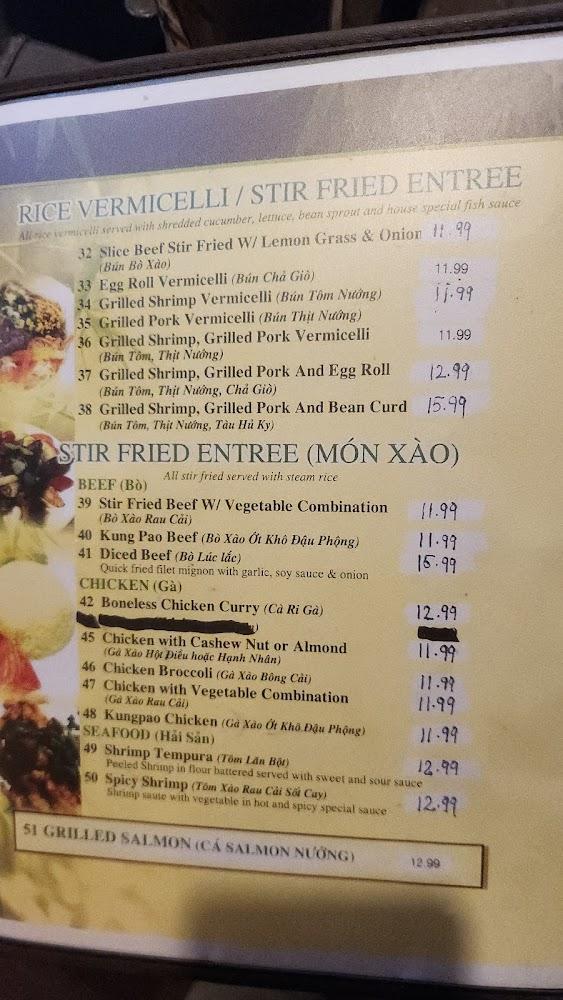 RICE VERMICELLI / STIR FRIED ENTREE
All rice vermicelli served with shredded cucumber, lettuce, bean sprout and house special fish sauce
32 Slice Beef Stir Fried W/ Lemon Grass & Onion 11.99
(Bún Bò Xào)
33 Egg Roll Vermicelli (Bún Chả Giò) 11.99
34 Grilled Shrimp Vermicelli (Bún Tôm Nướng) 11.99
35 Grilled Pork Vermicelli (Bún Thịt Nướng)
36 Grilled Shrimp, Grilled Pork Vermicelli 11.99
(Bún Tôm, Thịt Nướng)
37 Grilled Shrimp, Grilled Pork And Egg Roll 12.99
(Bún Tôm, Thịt Nướng, Chả Giò)
38 Grilled Shrimp, Grilled Pork And Bean Curd 15.99
(Bún Tôm, Thịt Nướng, Tàu Hủ Ky)
STIR FRIED ENTREE (MÓN XÀO)
All stir fried served with steam rice
BEEF (Bò)
39 Stir Fried Beef W/ Vegetable Combination 11.99
(Bò Xào Rau Cải)
40 Kung Pao Beef (Bò Xào Ớt Khô Đậu Phộng) 11.99
41 Diced Beef (Bò Lúc lắc) 15.99
Quick fried filet mignon with garlic, soy sauce & onion
CHICKEN (Gà)
42 Boneless Chicken Curry (Cà Ri Gà) 12.99
45 Chicken with Cashew Nut or Almond 11.99
(Gà Xào Hột Điều hoặc Hạnh Nhân)
46 Chicken Broccoli (Gà Xào Bông Cải) 11.99
47 Chicken with Vegetable Combination 11.99
(Gà Xào Rau Cải)
48 Kungpao Chicken (Gà Xào Ớt Khô Đậu Phộng) 11.99
SEAFOOD (Hải Sản)
49 Shrimp Tempura (Tôm Lăn Bột) 12.99
Peeled Shrimp in flour battered served with sweet and sour sauce
50 Spicy Shrimp (Tôm Xào Rau Cải Sốt Cay) 12.99
Shrimp saute with vegetable in hot and spicy special sauce
51 GRILLED SALMON (CÁ SALMON NƯỚNG) 12.99